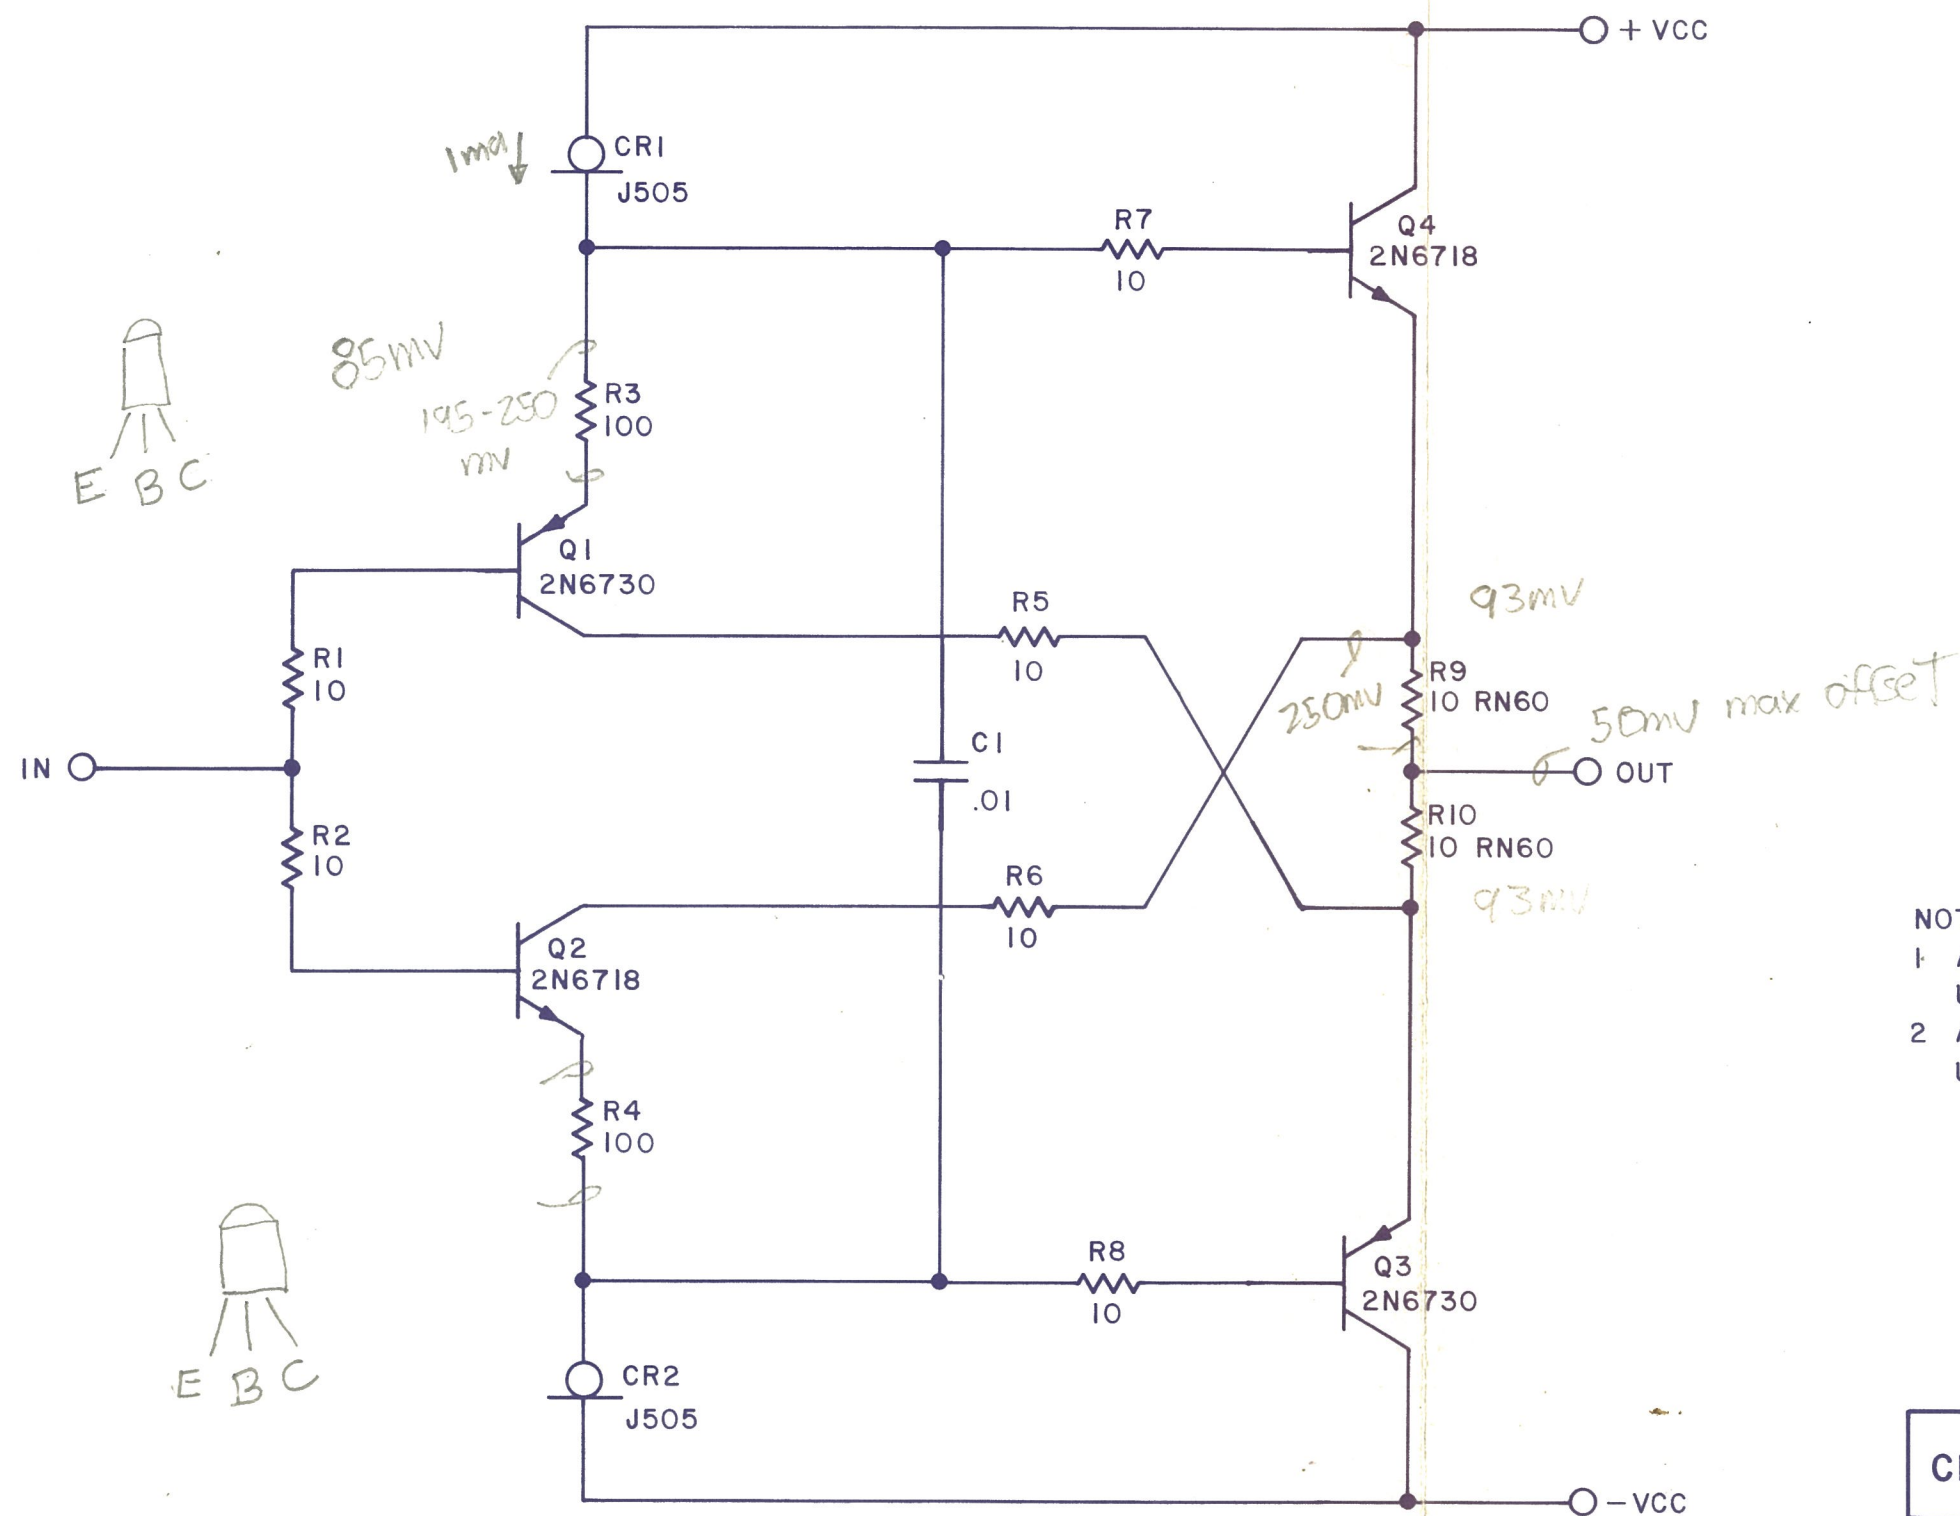 + VCC
1ma
CR1
J505
R7
10
Q4
2N6718
85mV
195-250
mv
R3
100
E B C
Q1
2N6730
R5
10
93mV
R1
10
R9
10 RN60
250mV
50mV max offset
IN
C1
.01
OUT
R2
10
R10
10 RN60
R6
10
93mV
Q2
2N6718
1
2
R4
100
R8
10
Q3
2N6730
E B C
CR2
J505
– VCC